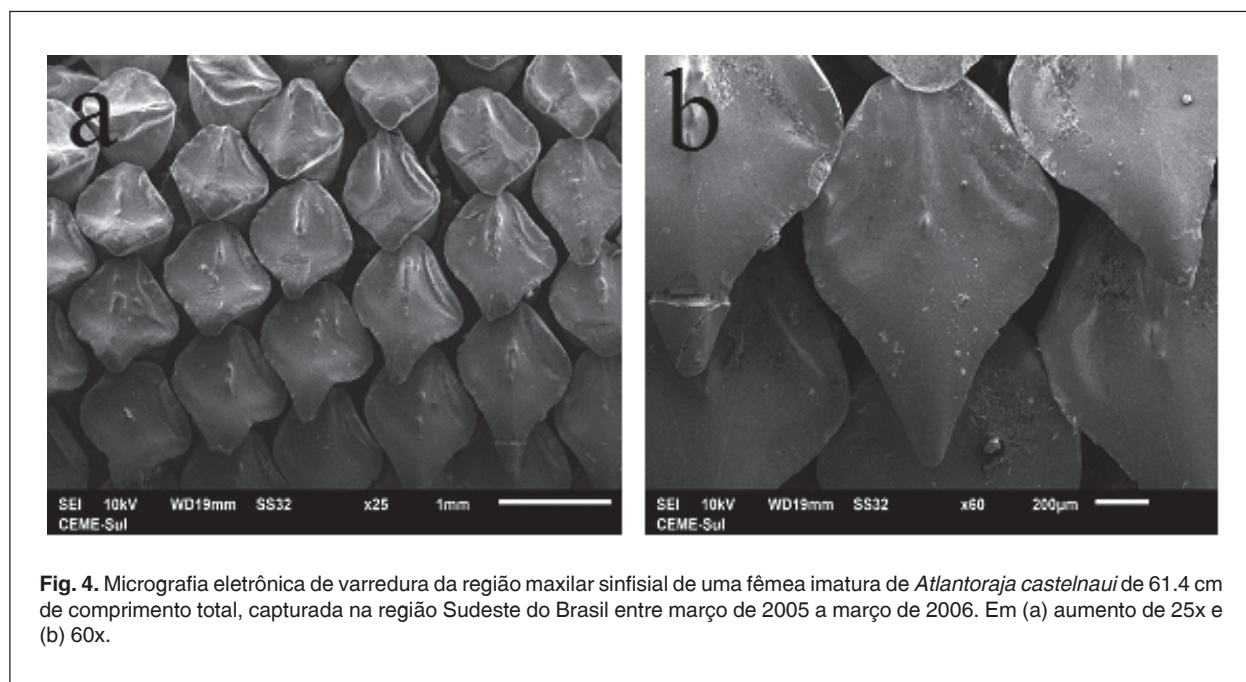 a
SEI 10kV WD19mm SS32 x25 1mm
CEME-Sul
b
SEI 10kV WD19mm SS32 x60 200µm
CEME-Sul
Fig. 4. Micrografia eletrônica de varredura da região maxilar sinfisial de uma fêmea imatura de Atlantoraja castelnaui de 61.4 cm
de comprimento total, capturada na região Sudeste do Brasil entre março de 2005 a março de 2006. Em (a) aumento de 25x e
(b) 60x.